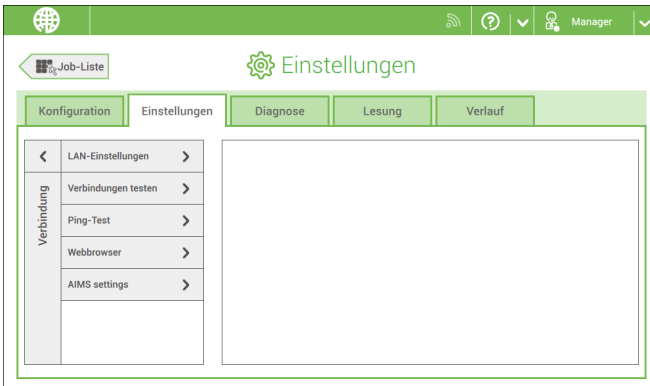 Manager
Job-Liste
Einstellungen
Konfiguration
Einstellungen
Diagnose
Lesung
Verlauf
Verbindung
LAN-Einstellungen
Verbindungen testen
Ping-Test
Webbrowser
AIMS settings